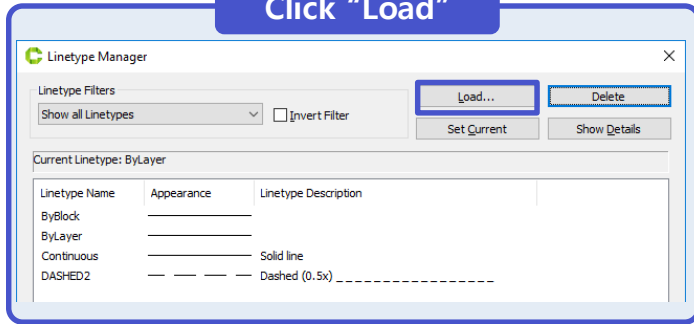 Click “Load”
Linetype Manager
Linetype Filters
Show all Linetypes
Invert Filter
Load...
Delete
Set Current
Show Details
Current Linetype: ByLayer
Linetype Name Appearance Linetype Description
ByBlock
ByLayer
Continuous Solid line
DASHED2 Dashed (0.5x) _ _ _ _ _ _ _ _ _ _ _ _ _ _ _ _ _ _